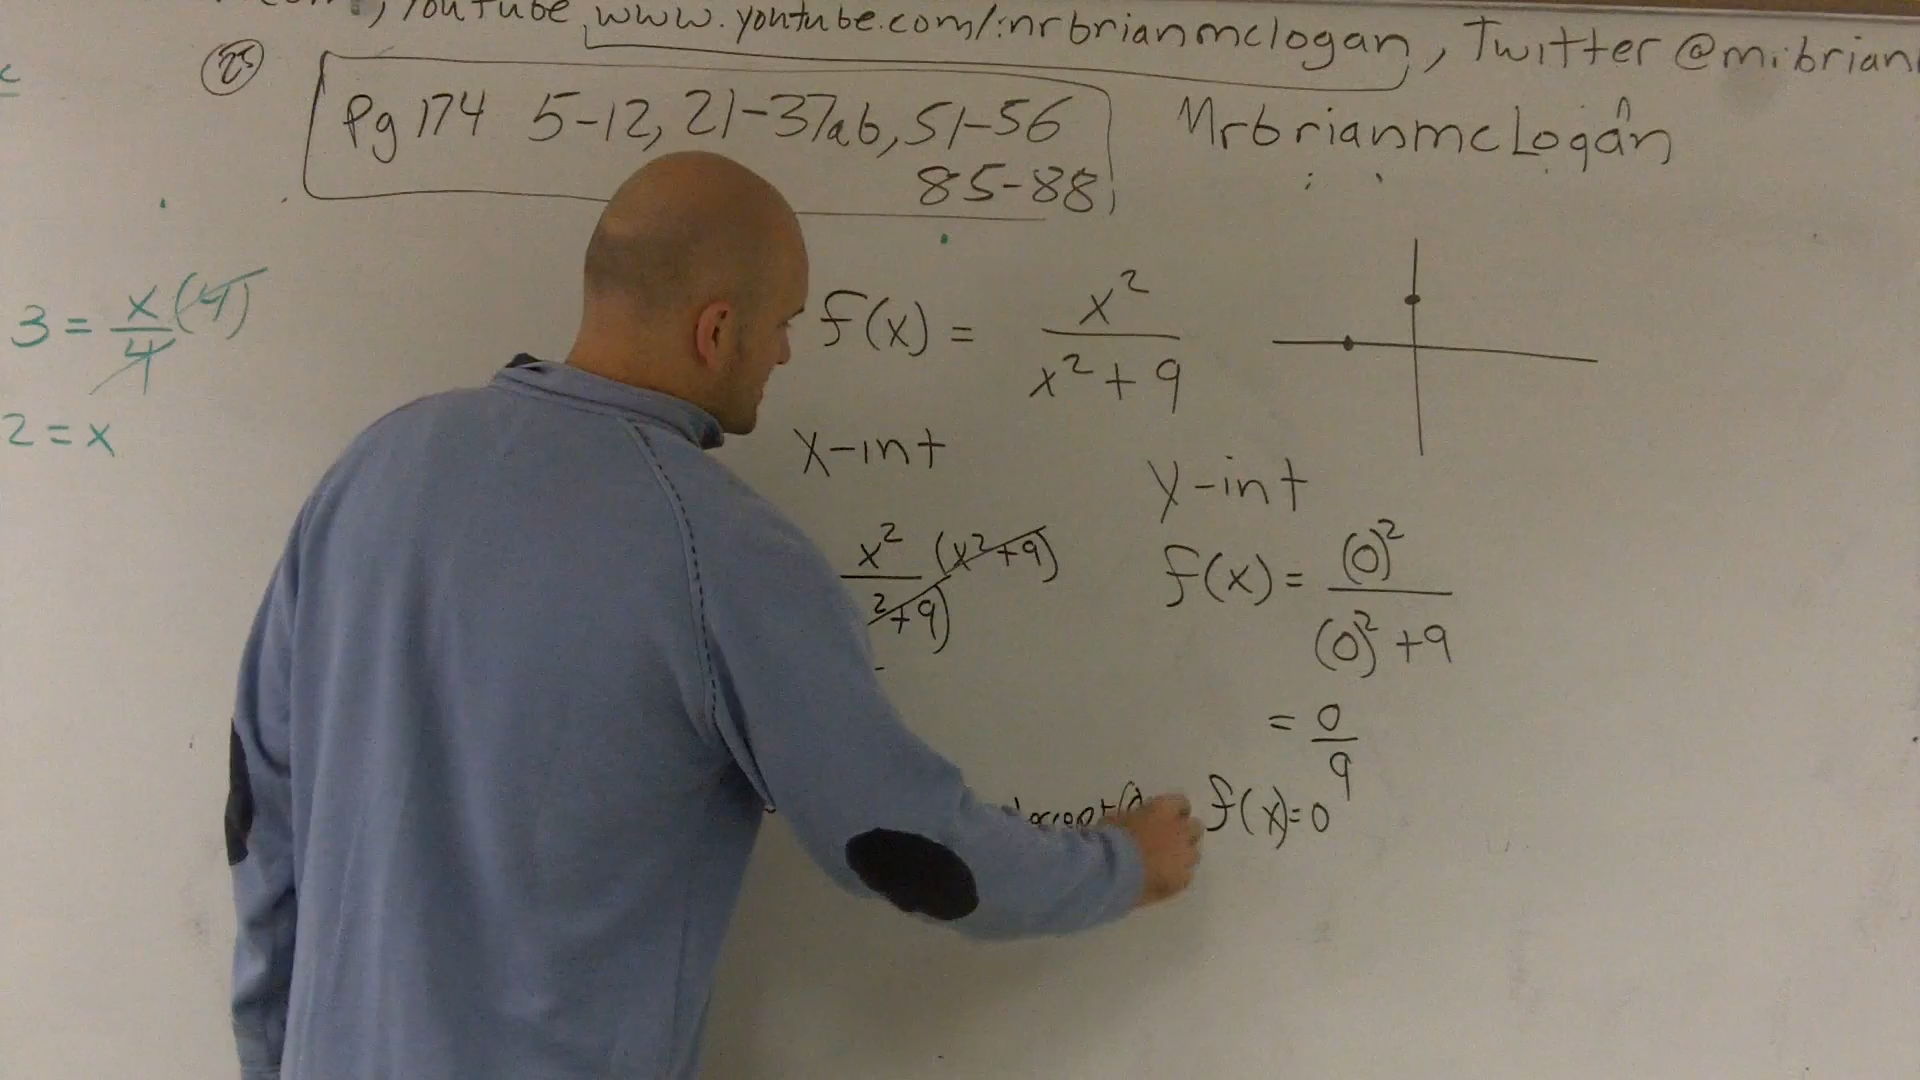 , YouTube www.youtube.com/mrbrianmclogan, Twitter @mrbrian
25
Pg 174 5-12, 21-37ab, 51-56
85-88
MrbrianmcLogan
3 = x/4 (4)
2 = x
f(x) = x² / x² + 9
x-int
x² (x²+9)
²+9)
y-int
f(x) = (0)² / (0)² + 9
= 0/9
f(x) = 0